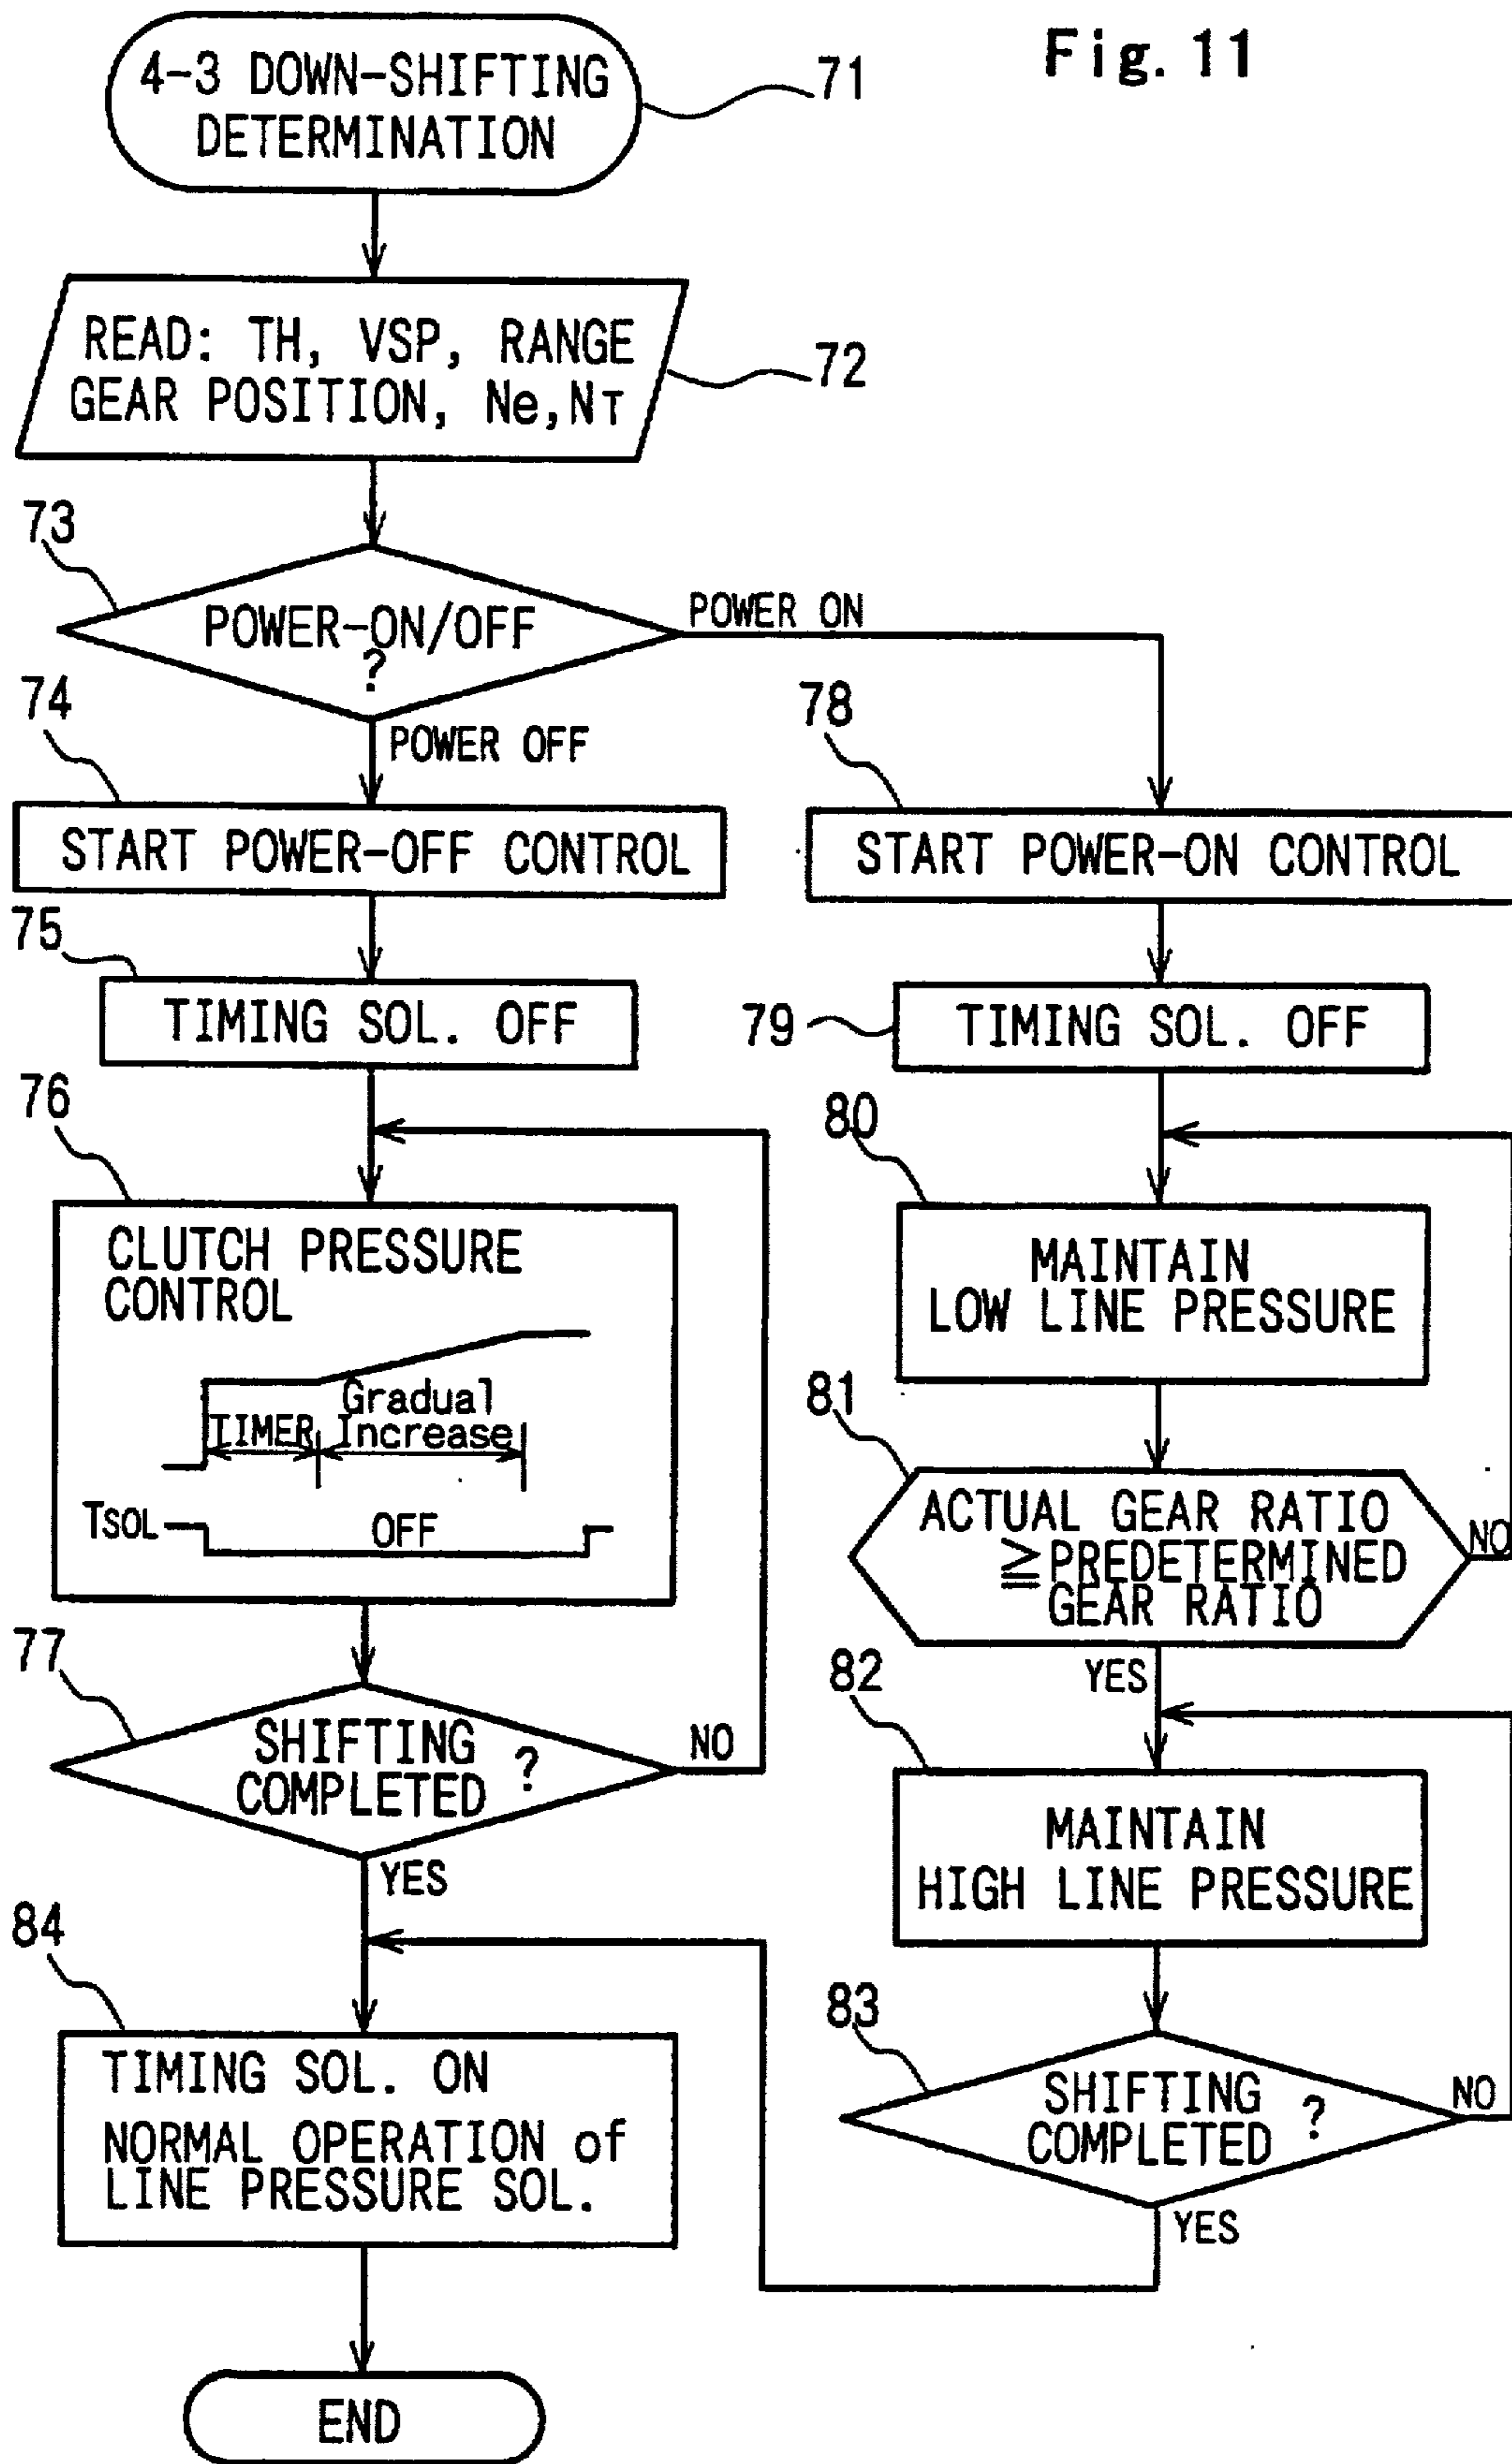 Fig. 11
4-3 DOWN-SHIFTING
DETERMINATION
71
READ: TH, VSP, RANGE
GEAR POSITION, Ne,NT
72
73
POWER-ON/OFF
?
POWER ON
POWER OFF
74
START POWER-OFF CONTROL
75
TIMING SOL. OFF
76
CLUTCH PRESSURE
CONTROL
TIMER
Gradual
Increase
TSOL
OFF
77
SHIFTING
COMPLETED ?
NO
YES
78
START POWER-ON CONTROL
79
TIMING SOL. OFF
80
MAINTAIN
LOW LINE PRESSURE
81
ACTUAL GEAR RATIO
≧PREDETERMINED
GEAR RATIO
NO
YES
82
MAINTAIN
HIGH LINE PRESSURE
83
SHIFTING
COMPLETED ?
NO
YES
84
TIMING SOL. ON
NORMAL OPERATION of
LINE PRESSURE SOL.
END